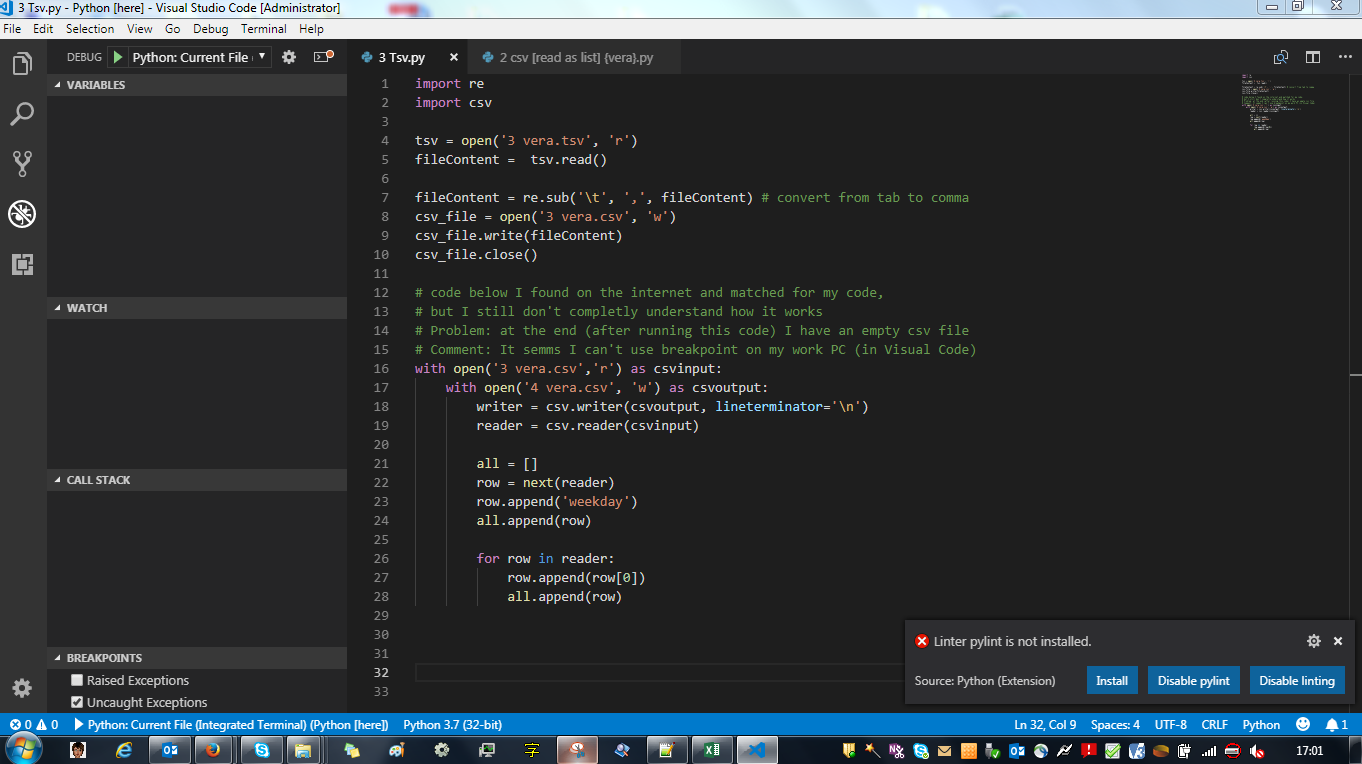 3 Tsv.py - Python [here] - Visual Studio Code [Administrator]
File Edit Selection View Go Debug Terminal Help
DEBUG Python: Current File
VARIABLES
WATCH
CALL STACK
BREAKPOINTS
Raised Exceptions
Uncaught Exceptions
3 Tsv.py 2 csv [read as list] {vera}.py
1 import re
2 import csv
3
4 tsv = open('3 vera.tsv', 'r')
5 fileContent =  tsv.read()
6
7 fileContent = re.sub('\t', ',', fileContent) # convert from tab to comma
8 csv_file = open('3 vera.csv', 'w')
9 csv_file.write(fileContent)
10 csv_file.close()
11
12 # code below I found on the internet and matched for my code,
13 # but I still don't completly understand how it works
14 # Problem: at the end (after running this code) I have an empty csv file
15 # Comment: It semms I can't use breakpoint on my work PC (in Visual Code)
16 with open('3 vera.csv','r') as csvinput:
17     with open('4 vera.csv', 'w') as csvoutput:
18         writer = csv.writer(csvoutput, lineterminator='\n')
19         reader = csv.reader(csvinput)
20
21         all = []
22         row = next(reader)
23         row.append('weekday')
24         all.append(row)
25
26         for row in reader:
27             row.append(row[0])
28             all.append(row)
29
30
31
32
33
Linter pylint is not installed.
Source: Python (Extension) Install Disable pylint Disable linting
0 0 Python: Current File (Integrated Terminal) (Python [here]) Python 3.7 (32-bit) Ln 32, Col 9 Spaces: 4 UTF-8 CRLF Python 1
17:01